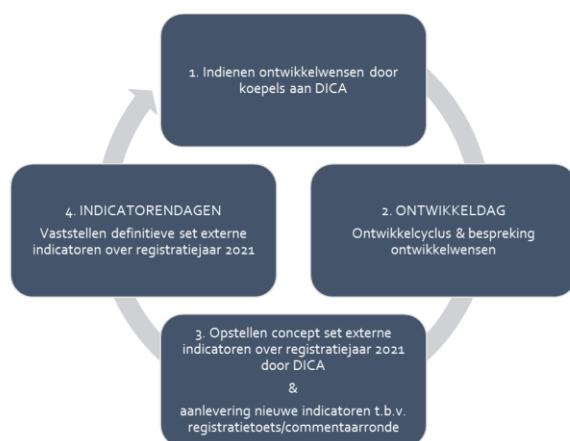 1. Indienen ontwikkelwensen door
koepels aan DICA
2. ONTWIKKELDAG
Ontwikkelcyclus & bespreking
ontwikkelwensen
3. Opstellen concept set externe
indicatoren over registratiejaar 2021
door DICA
&
aanlevering nieuwe indicatoren t.b.v.
registratietoets/commentaarronde
4. INDICATORENDAGEN
Vaststellen definitieve set externe
indicatoren over registratiejaar 2021